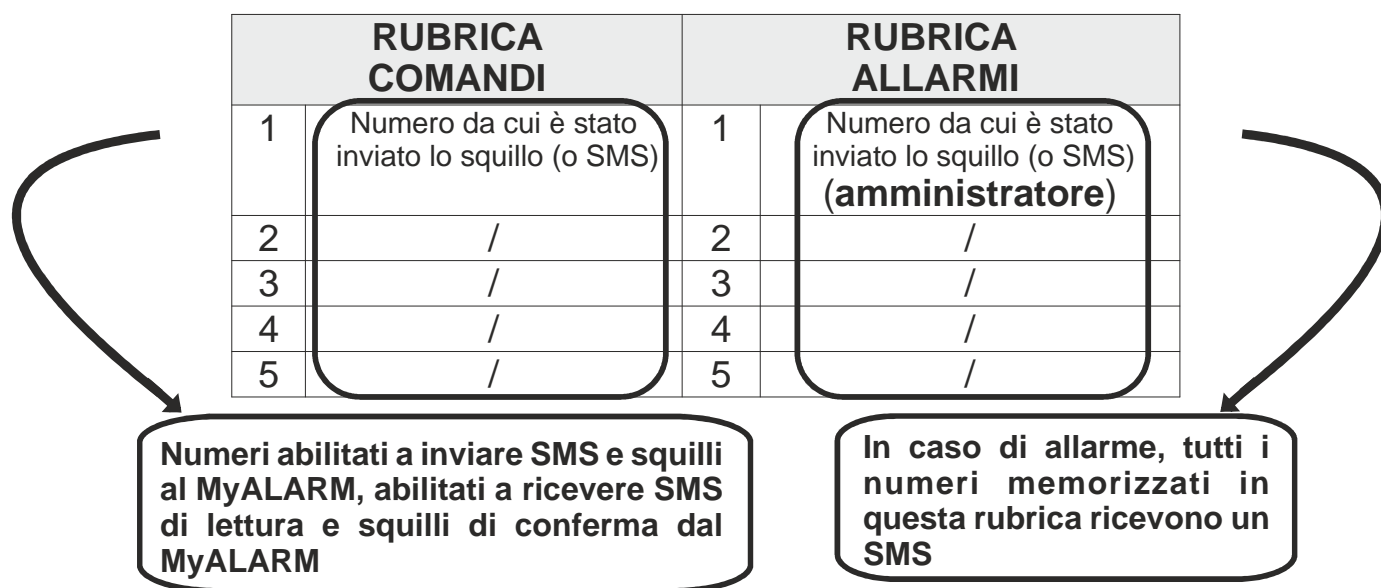 RUBRICA
COMANDI
RUBRICA
ALLARMI
1
Numero da cui è stato
inviato lo squillo (o SMS)
1
Numero da cui è stato
inviato lo squillo (o SMS)
(amministratore)
2 / 2 /
3 / 3 /
4 / 4 /
5 / 5 /
Numeri abilitati a inviare SMS e squilli
al MyALARM, abilitati a ricevere SMS
di lettura e squilli di conferma dal
MyALARM
In caso di allarme, tutti i
numeri memorizzati in
questa rubrica ricevono un
SMS